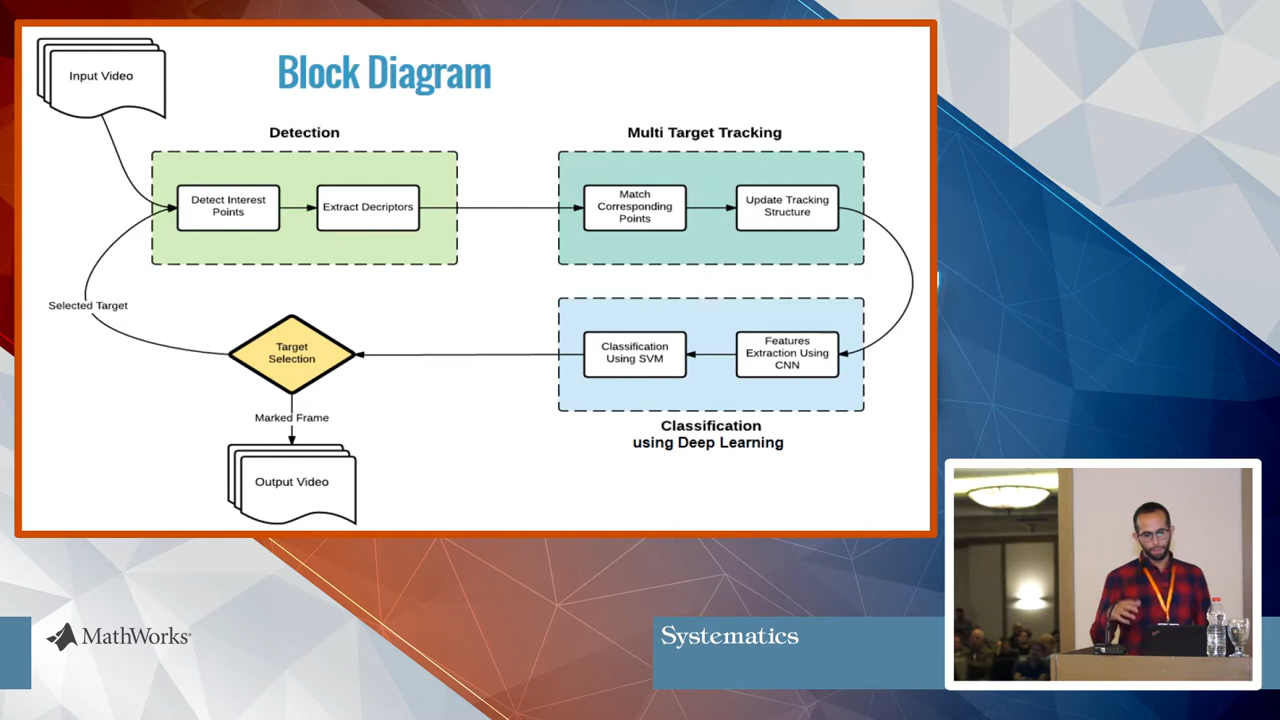 Input Video
Block Diagram
Detection
Detect Interest
Points
Extract Decriptors
Multi Target Tracking
Match
Corresponding
Points
Update Tracking
Structure
Selected Target
Target
Selection
Classification
Using SVM
Features
Extraction Using
CNN
Marked Frame
Classification
using Deep Learning
Output Video
MathWorks®
Systematics